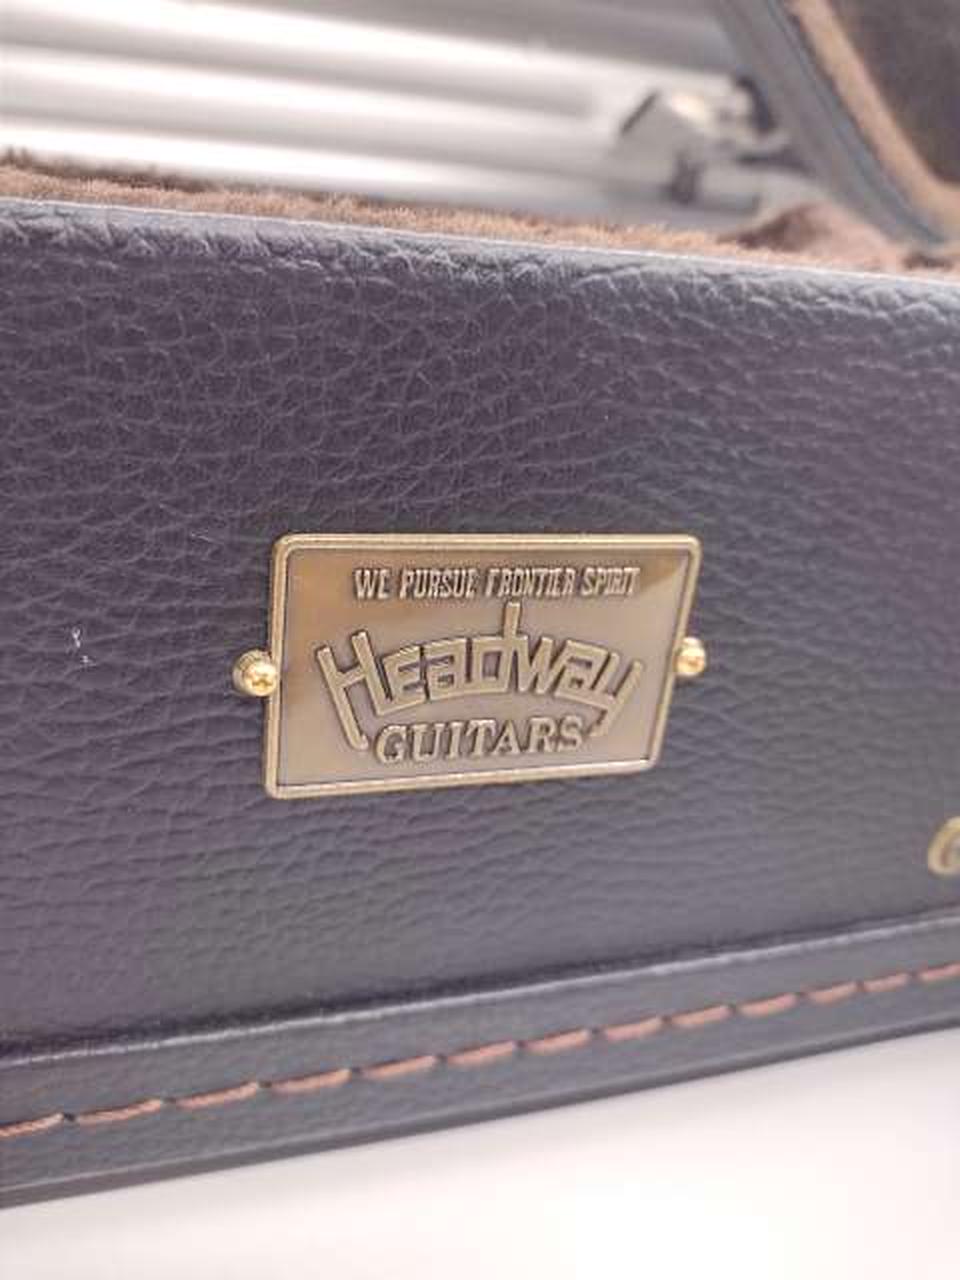 WE PURSUE FRONTIER SPIRIT
Headway
GUITARS